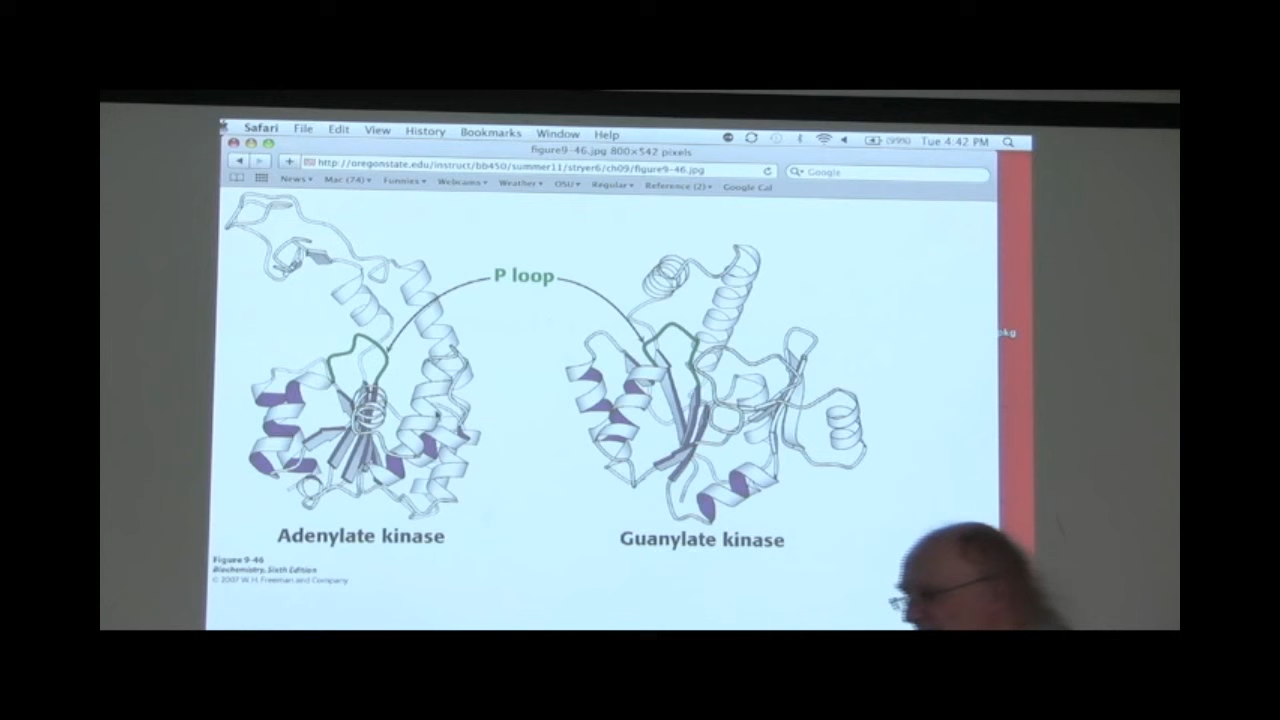 Safari File Edit View History Bookmarks Window Help (99%) Tue 4:42 PM
figure9-46.jpg 800×542 pixels
http://oregonstate.edu/instruct/bb450/summer11/stryer6/ch09/figure9-46.jpg Google
News Mac (74) Funnies Webcams Weather OSU Regular Reference (2) Google Cal
P loop
pkg
Adenylate kinase Guanylate kinase
Figure 9-46
Biochemistry, Sixth Edition
© 2007 W. H. Freeman and Company